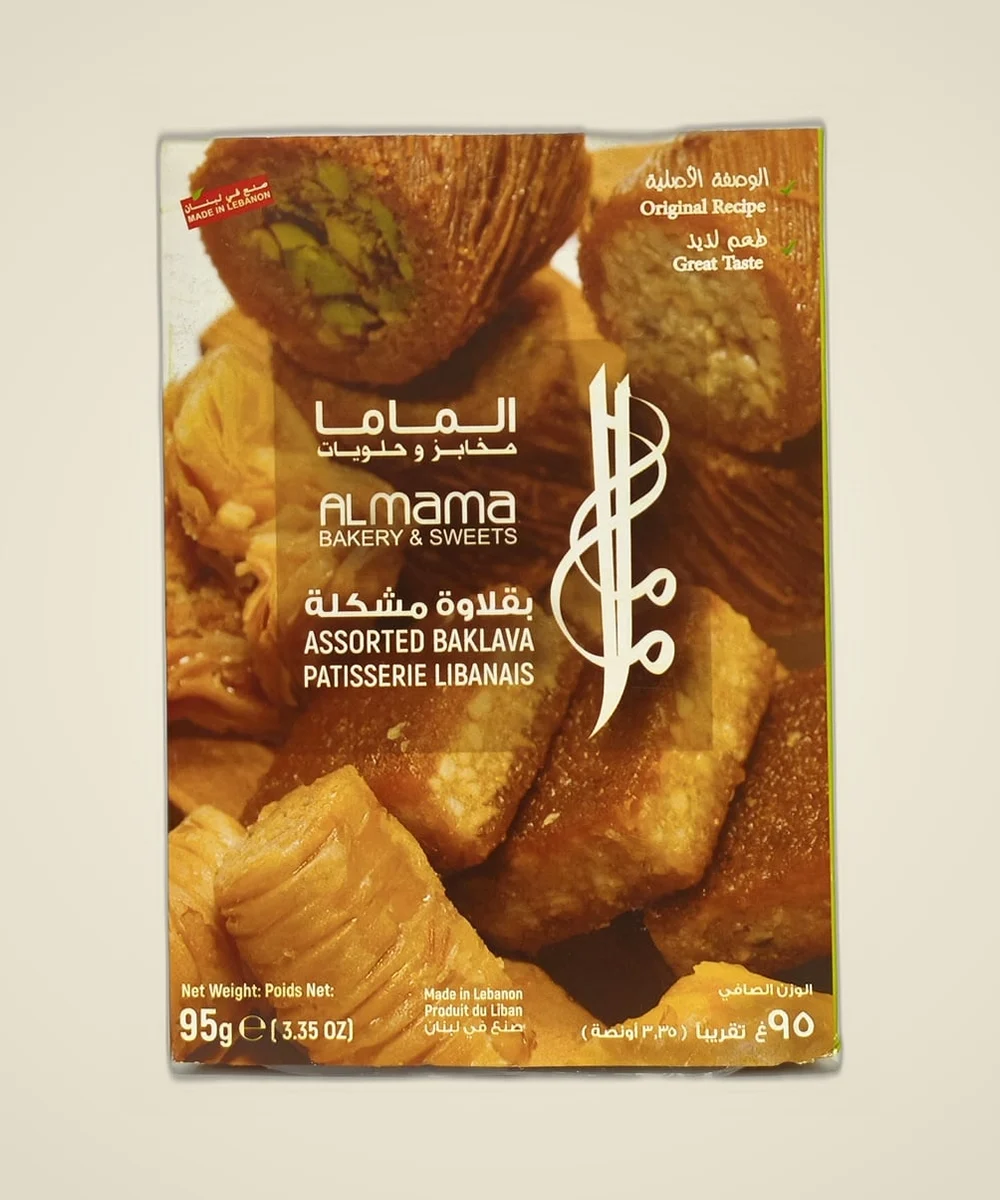 صنع في لبنان
MADE IN LEBANON
الوصفة الأصلية
Original Recipe
طعم لذيذ
Great Taste
الماما
مخابز و حلويات
ALmama
BAKERY & SWEETS
بقلاوة مشكلة
ASSORTED BAKLAVA
PATISSERIE LIBANAIS
Net Weight: Poids Net:
95g ℮ ( 3.35 OZ)
Made in Lebanon
Produit du Liban
صنع في لبنان
الوزن الصافي
٩٥غ تقريبا (٣,٣٥ أونصة)